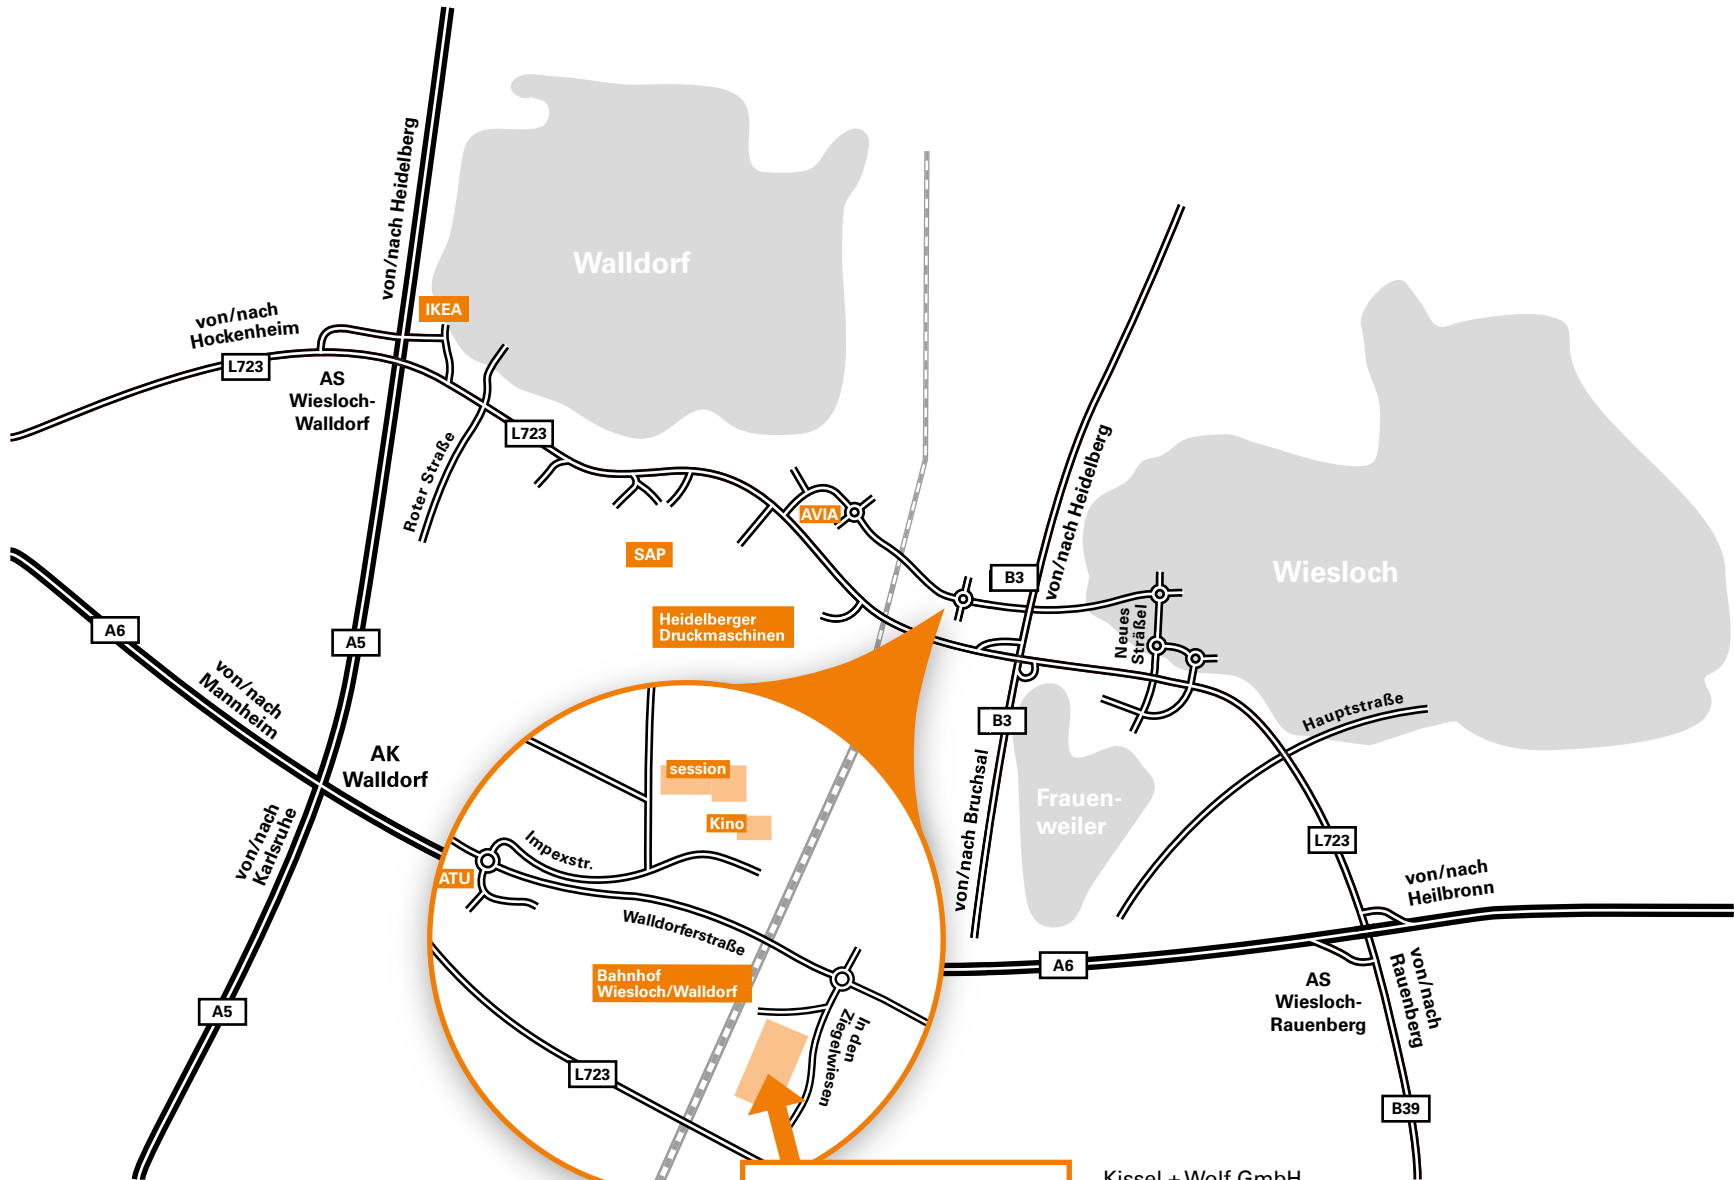 von/nach Heidelberg
Walldorf
IKEA
von/nach
Hockenheim
L723
AS
Wiesloch-
Walldorf
L723
Roter Straße
von/nach Heidelberg
AVIA
SAP
B3
Wiesloch
Heidelberger
Druckmaschinen
Neues
Sträßel
A6
A5
von/nach
Mannheim
Hauptstraße
B3
AK
Walldorf
session
von/nach Bruchsal
Frauen-
weiler
Kino
von/nach
Karlsruhe
Impexstr.
L723
ATU
von/nach
Heilbronn
Walldorferstraße
Bahnhof
Wiesloch/Walldorf
A6
AS
Wiesloch-
Rauenberg
von/nach
Rauenberg
A5
In den
Ziegelwiesen
L723
B39
Kissel + Wolf GmbH